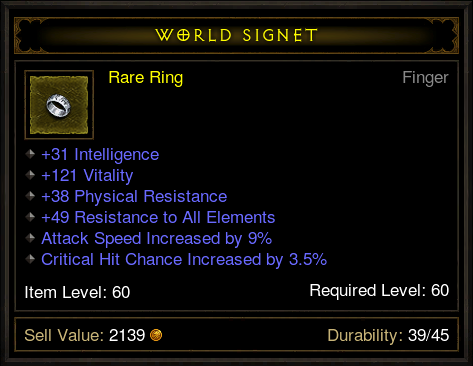 WORLD SIGNET
Rare Ring Finger
+31 Intelligence
+121 Vitality
+38 Physical Resistance
+49 Resistance to All Elements
Attack Speed Increased by 9%
Critical Hit Chance Increased by 3.5%
Item Level: 60 Required Level: 60
Sell Value: 2139 Durability: 39/45